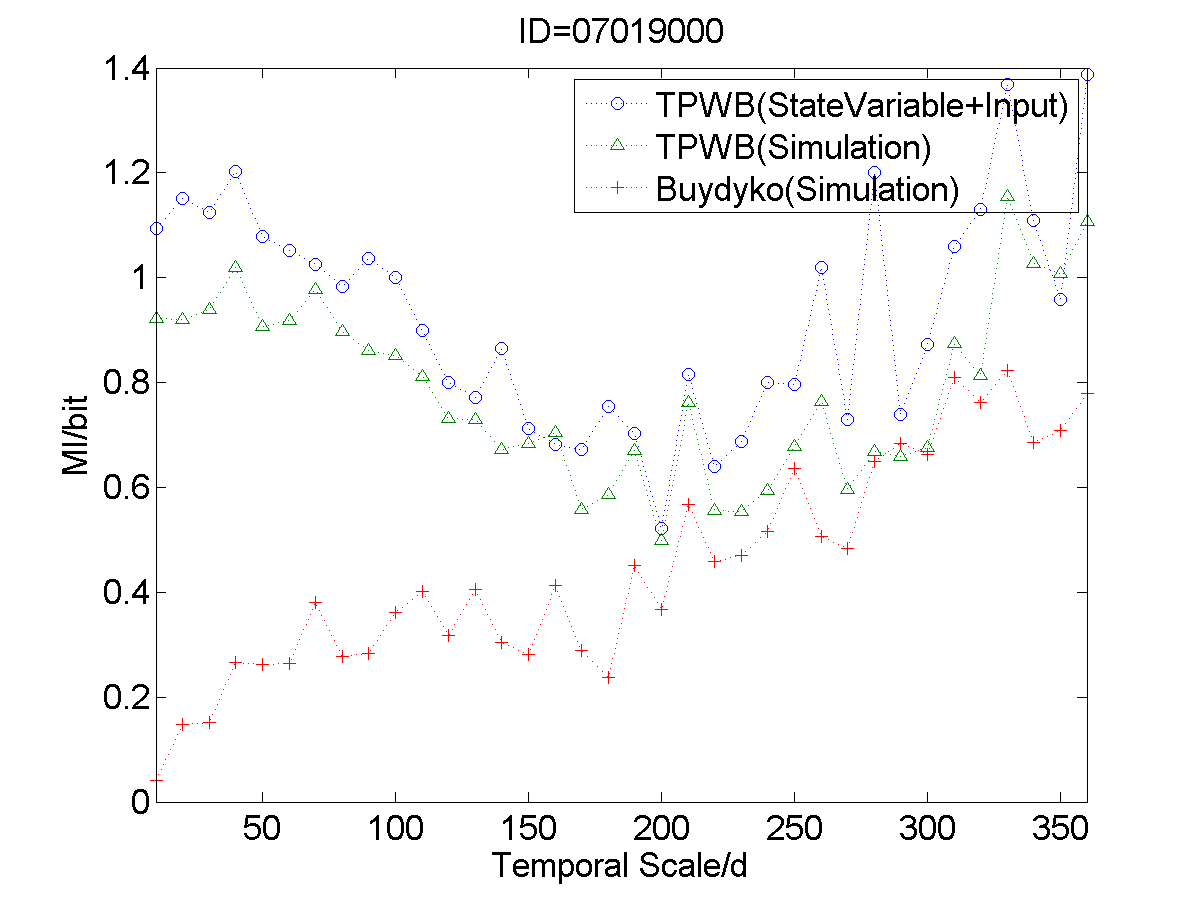 ID=07019000
1.4
1.2
1
0.8
0.6
0.4
0.2
0
MI/bit
TPWB(StateVariable+Input)
TPWB(Simulation)
Buydyko(Simulation)
50 100 150 200 250 300 350
Temporal Scale/d